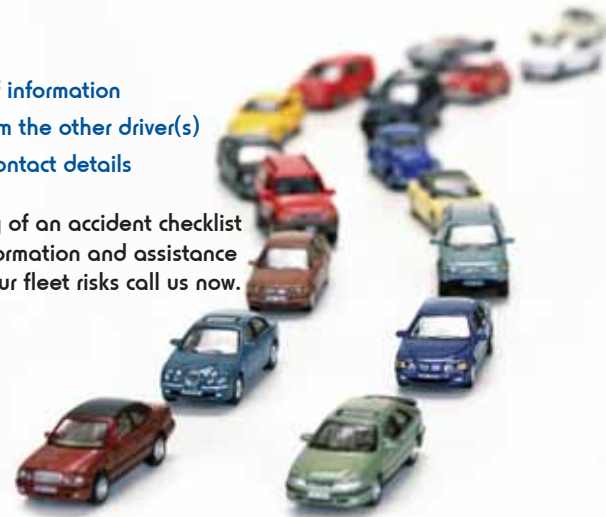 information
m the other driver(s)
ontact details
of an accident checklist
ormation and assistance
ur fleet risks call us now.